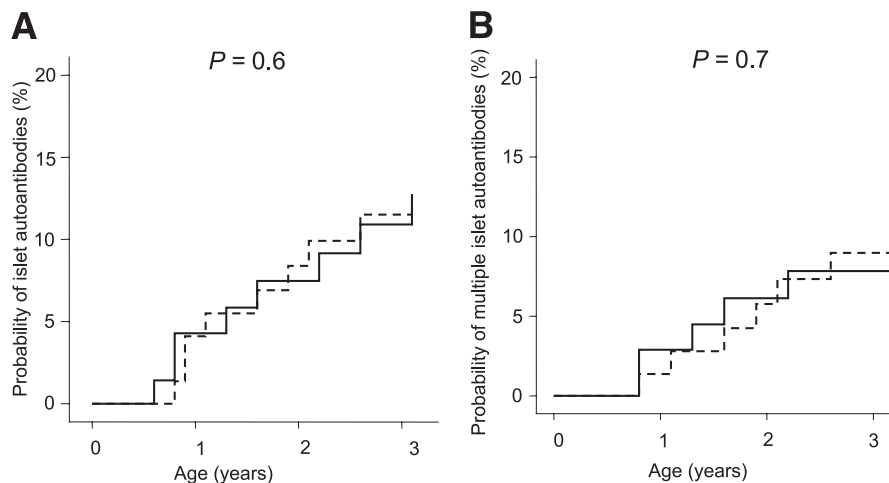 A
P = 0.6
Probability of islet autoantibodies (%)
20
15
10
5
0
0 1 2 3
Age (years)
B
P = 0.7
Probability of multiple islet autoantibodies (%)
20
15
10
5
0
0 1 2 3
Age (years)